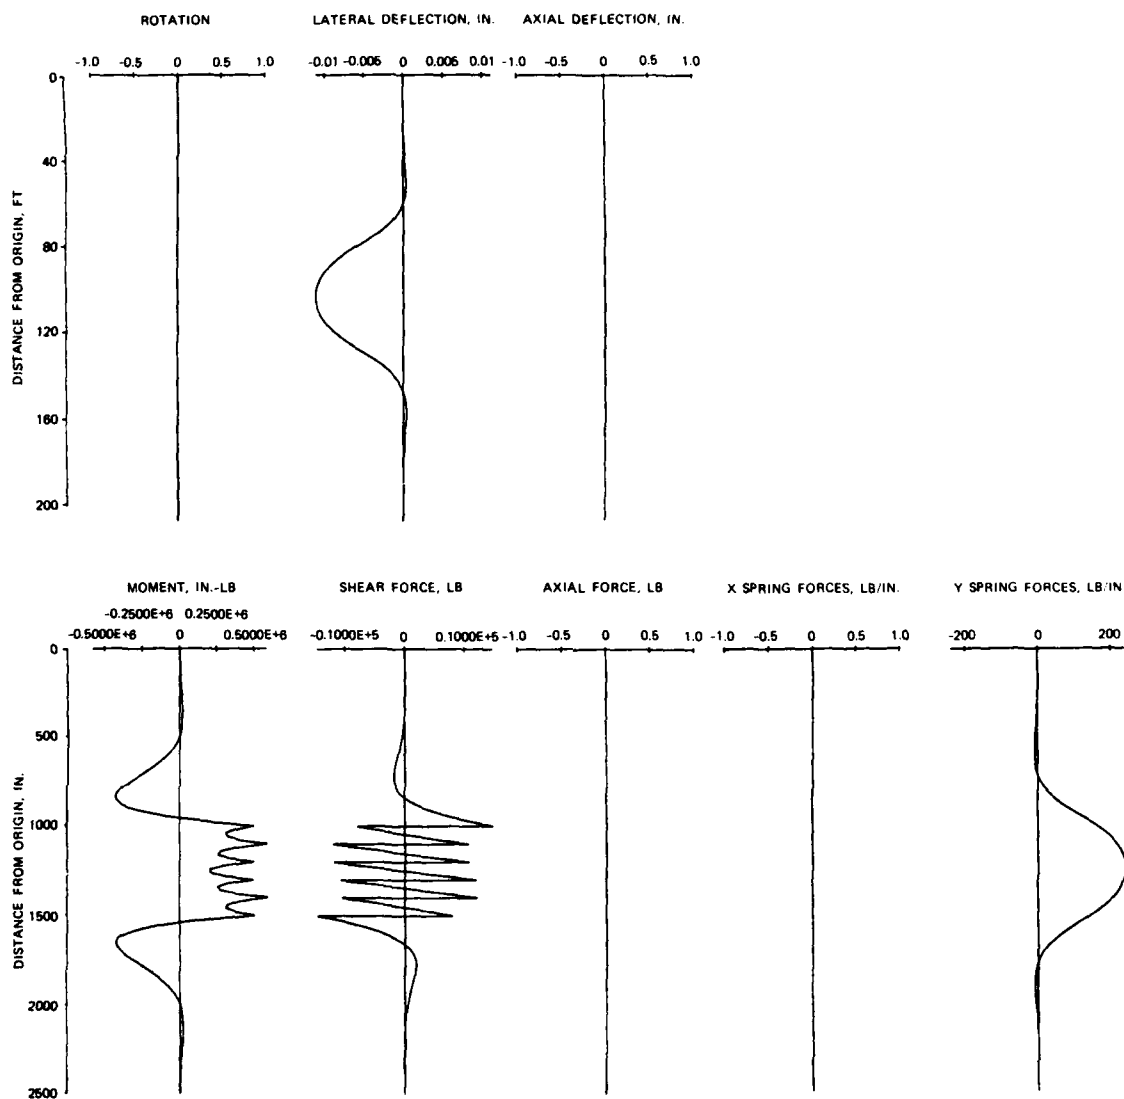 ROTATION LATERAL DEFLECTION, IN. AXIAL DEFLECTION, IN.
-1.0 -0.5 0 0.5 1.0 -0.01 -0.006 0 0.006 0.01 -1.0 -0.5 0 0.5 1.0
0
40
80
120
160
200
DISTANCE FROM ORIGIN, FT
MOMENT, IN.-LB SHEAR FORCE, LB AXIAL FORCE, LB X SPRING FORCES, LB/IN. Y SPRING FORCES, LB/IN
-0.2500E+6 0.2500E+6
-0.5000E+6 0 0.5000E+6 -0.1000E+5 0 0.1000E+5 -1.0 -0.5 0 0.5 1.0 -1.0 -0.5 0 0.5 1.0 -200 0 200
0
500
1000
1500
2000
2500
DISTANCE FROM ORIGIN, IN.